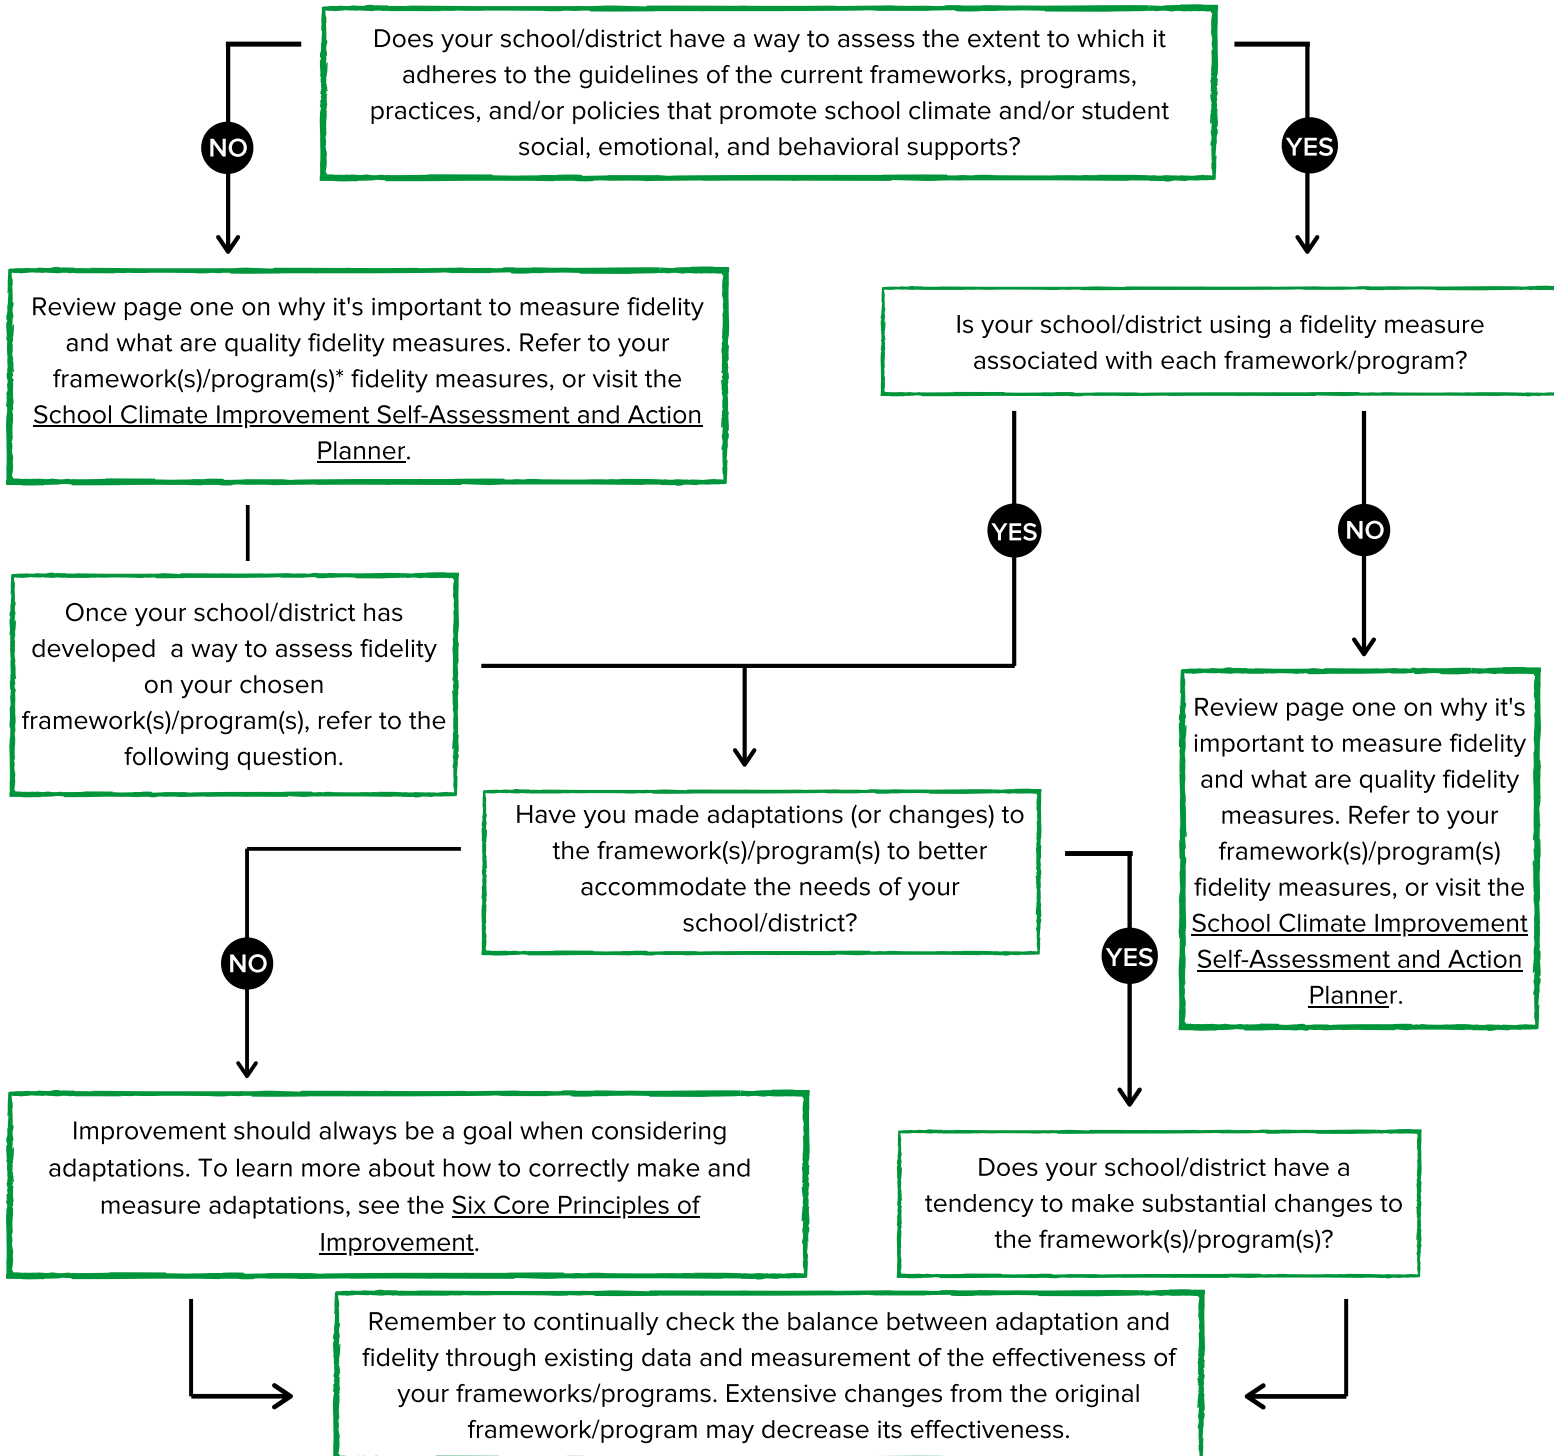 Does your school/district have a way to assess the extent to which it
adheres to the guidelines of the current frameworks, programs,
practices, and/or policies that promote school climate and/or student
social, emotional, and behavioral supports?
NO
YES
Review page one on why it's important to measure fidelity
and what are quality fidelity measures. Refer to your
framework(s)/program(s)* fidelity measures, or visit the
School Climate Improvement Self-Assessment and Action
Planner.
Is your school/district using a fidelity measure
associated with each framework/program?
YES
NO
Once your school/district has
developed  a way to assess fidelity
on your chosen
framework(s)/program(s), refer to the
following question.
Review page one on why it's
important to measure fidelity
and what are quality fidelity
measures. Refer to your
framework(s)/program(s)
fidelity measures, or visit the
School Climate Improvement
Self-Assessment and Action
Planner.
Have you made adaptations (or changes) to
the framework(s)/program(s) to better
accommodate the needs of your
school/district?
NO
YES
Improvement should always be a goal when considering
adaptations. To learn more about how to correctly make and
measure adaptations, see the Six Core Principles of
Improvement.
Does your school/district have a
tendency to make substantial changes to
the framework(s)/program(s)?
Remember to continually check the balance between adaptation and
fidelity through existing data and measurement of the effectiveness of
your frameworks/programs. Extensive changes from the original
framework/program may decrease its effectiveness.